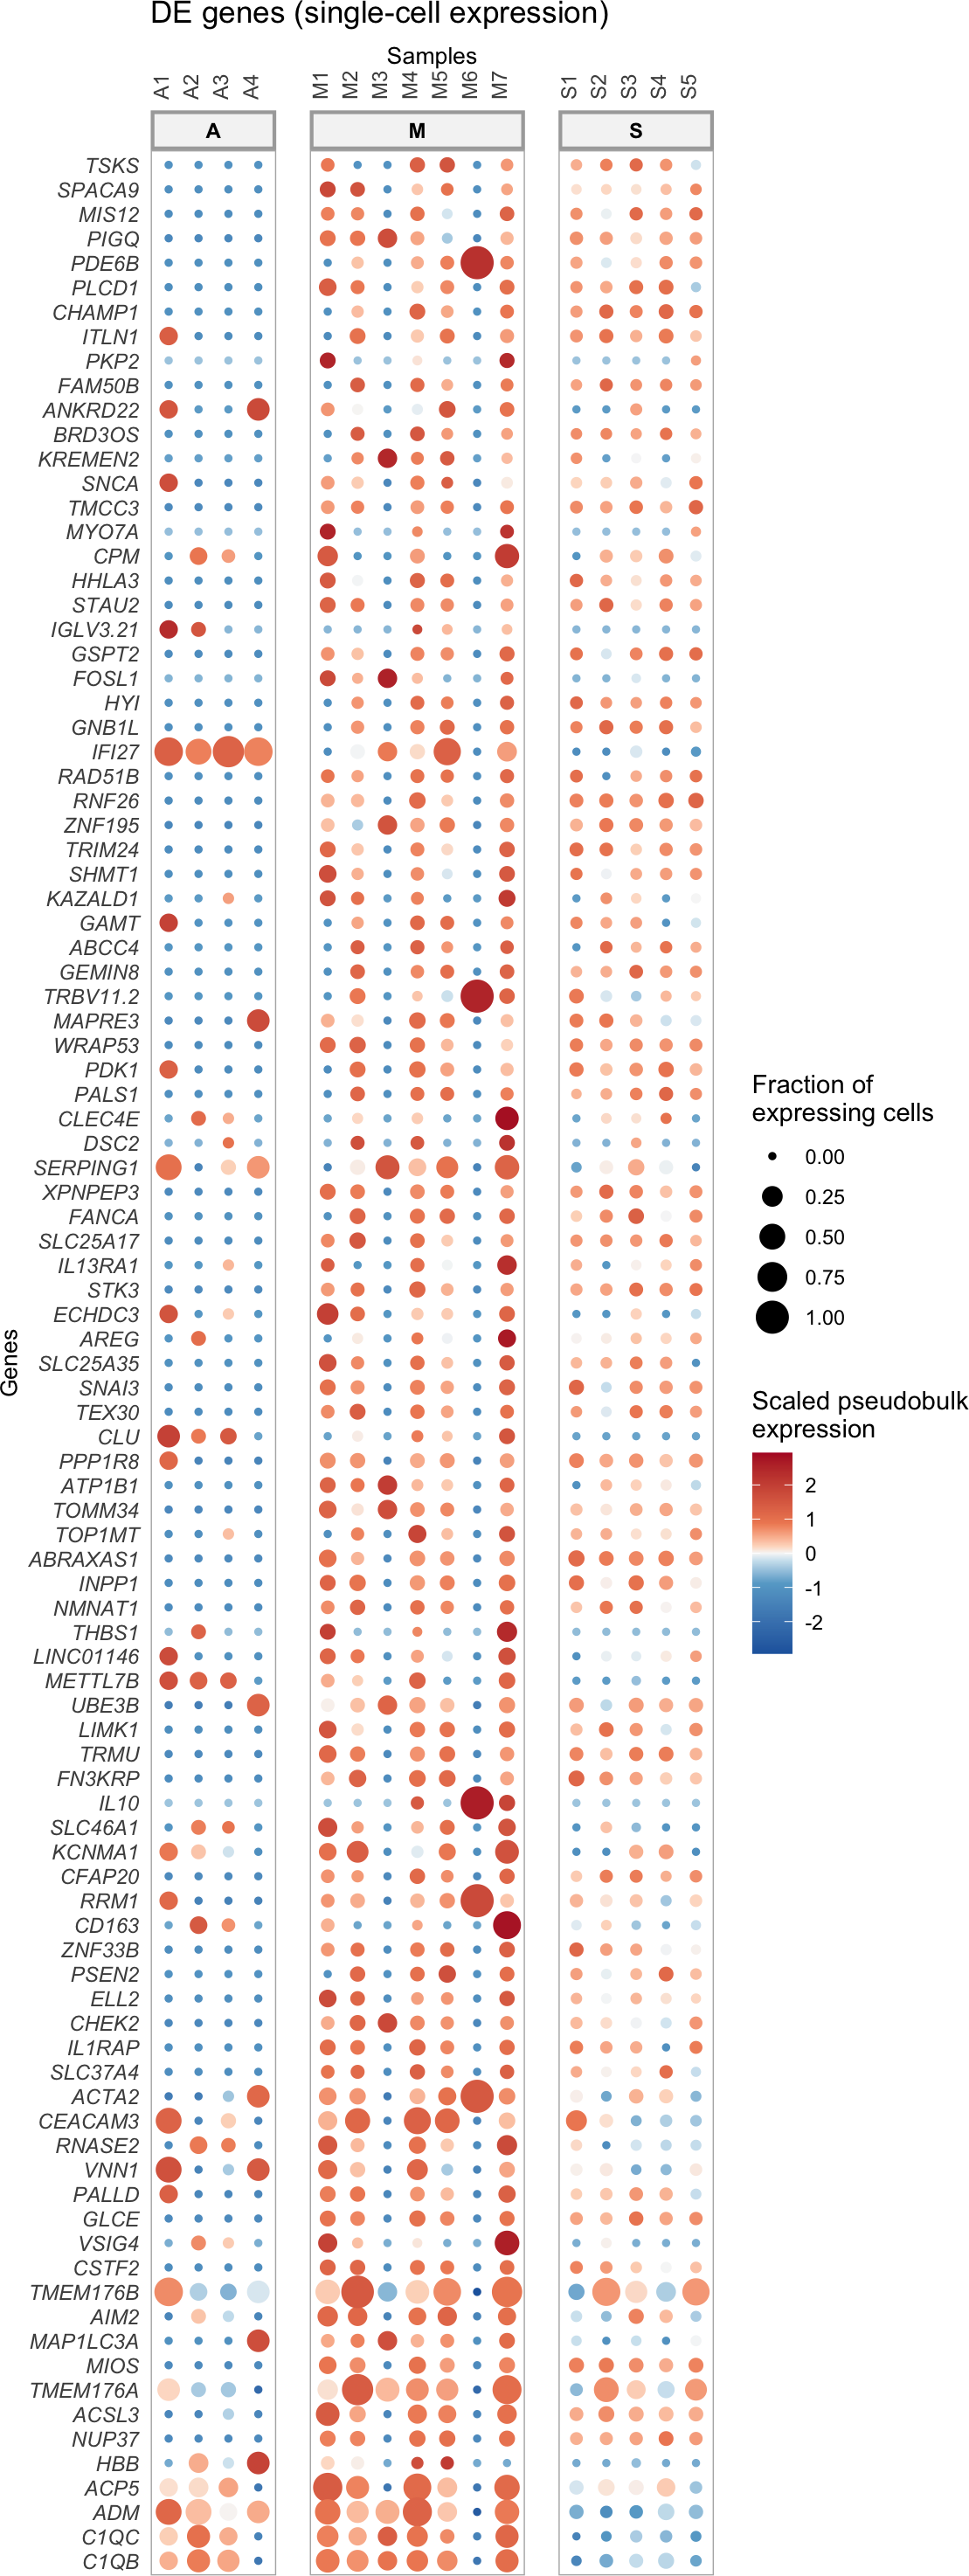 DE genes (single-cell expression)
Samples
A1 A2 A3 A4 M1 M2 M3 M4 M5 M6 M7 S1 S2 S3 S4 S5
A M S
TSKS
SPACA9
MIS12
PIGQ
PDE6B
PLCD1
CHAMP1
ITLN1
PKP2
FAM50B
ANKRD22
BRD3OS
KREMEN2
SNCA
TMCC3
MYO7A
CPM
HHLA3
STAU2
IGLV3.21
GSPT2
FOSL1
HYI
GNB1L
IFI27
RAD51B
RNF26
ZNF195
TRIM24
SHMT1
KAZALD1
GAMT
ABCC4
GEMIN8
TRBV11.2
MAPRE3
WRAP53
PDK1
PALS1
CLEC4E
DSC2
SERPING1
XPNPEP3
FANCA
SLC25A17
IL13RA1
STK3
ECHDC3
AREG
SLC25A35
SNAI3
TEX30
CLU
PPP1R8
ATP1B1
TOMM34
TOP1MT
ABRAXAS1
INPP1
NMNAT1
THBS1
LINC01146
METTL7B
UBE3B
LIMK1
TRMU
FN3KRP
IL10
SLC46A1
KCNMA1
CFAP20
RRM1
CD163
ZNF33B
PSEN2
ELL2
CHEK2
IL1RAP
SLC37A4
ACTA2
CEACAM3
RNASE2
VNN1
PALLD
GLCE
VSIG4
CSTF2
TMEM176B
AIM2
MAP1LC3A
MIOS
TMEM176A
ACSL3
NUP37
HBB
ACP5
ADM
C1QC
C1QB
Genes
Fraction of
expressing cells
0.00
0.25
0.50
0.75
1.00
Scaled pseudobulk
expression
2
1
0
-1
-2